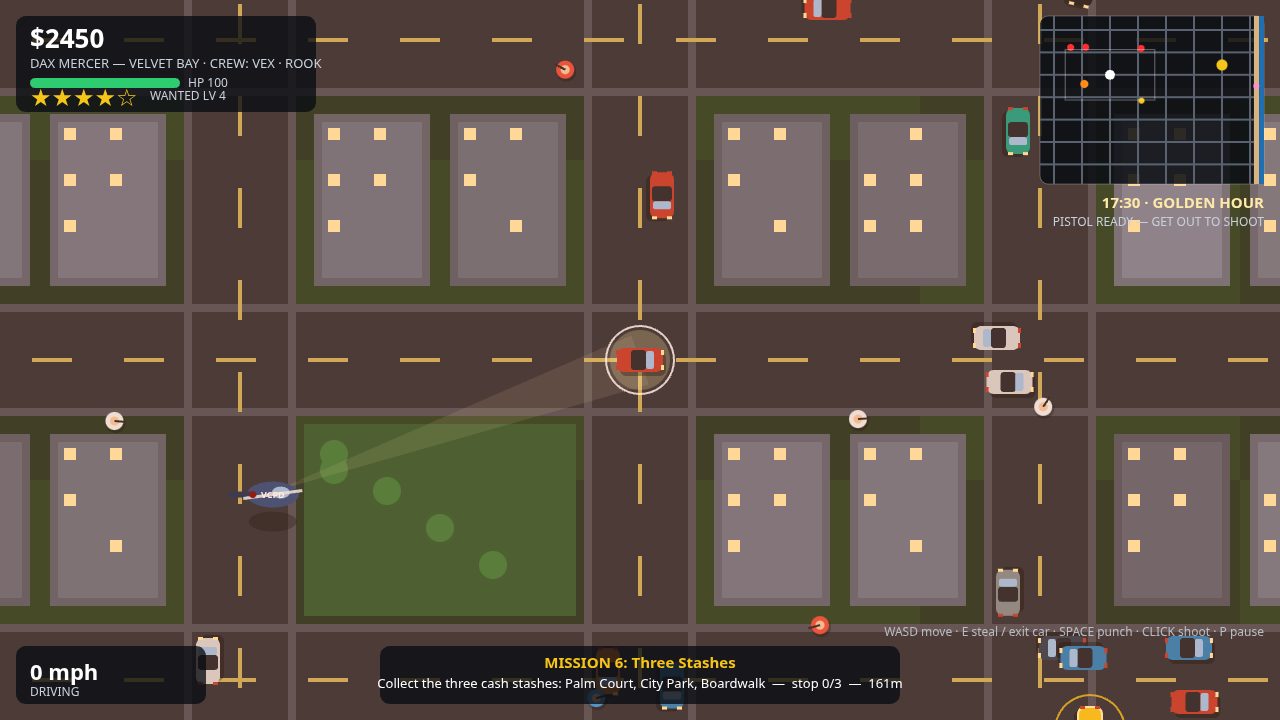 $2450
DAX MERCER — VELVET BAY · CREW: VEX · ROOK
HP 100
★★★★☆ WANTED LV 4
17:30 · GOLDEN HOUR
PISTOL READY — GET OUT TO SHOOT
VCPD
WASD move · E steal / exit car · SPACE punch · CLICK shoot · P pause
0 mph
DRIVING
MISSION 6: Three Stashes
Collect the three cash stashes: Palm Court, City Park, Boardwalk — stop 0/3 — 161m